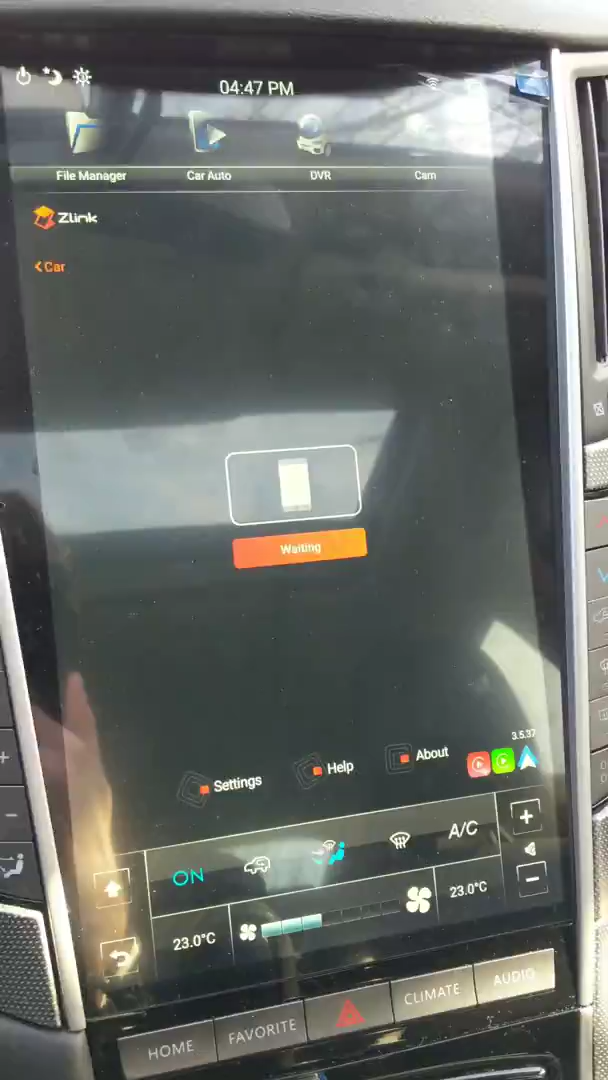 04:47 PM
File Manager Car Auto DVR Cam
Zlink
Car
Waiting
3.5.37
Settings Help About
ON A/C
23.0°C 23.0°C
HOME FAVORITE CLIMATE AUDIO